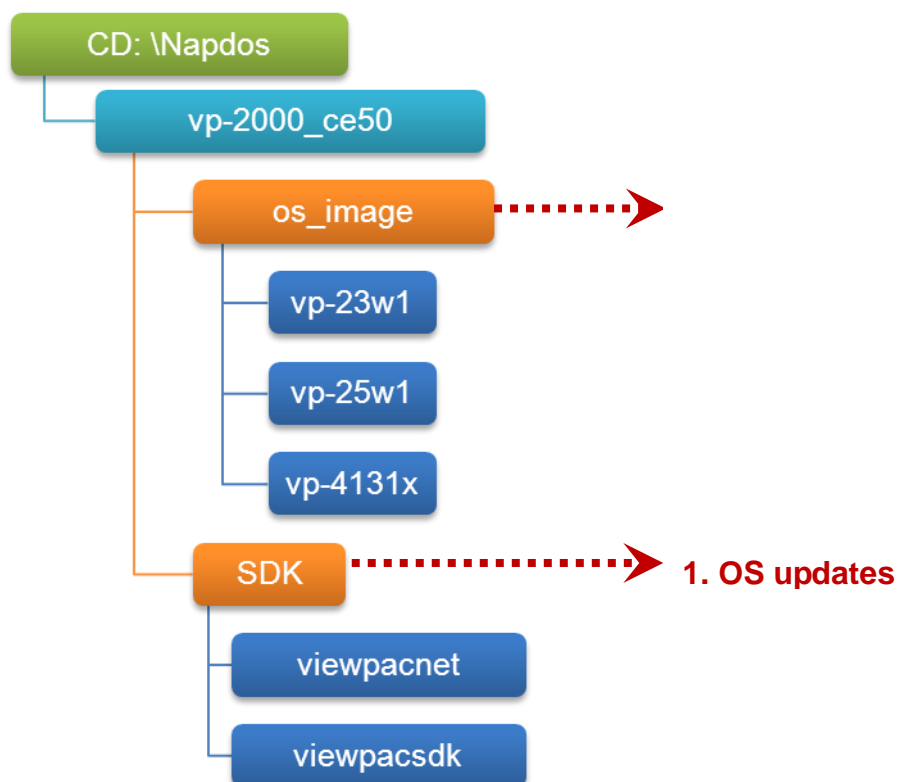 CD: \Napdos
vp-2000_ce50
os_image
vp-23w1
vp-25w1
vp-4131x
SDK
1. OS updates
viewpacnet
viewpacsdk